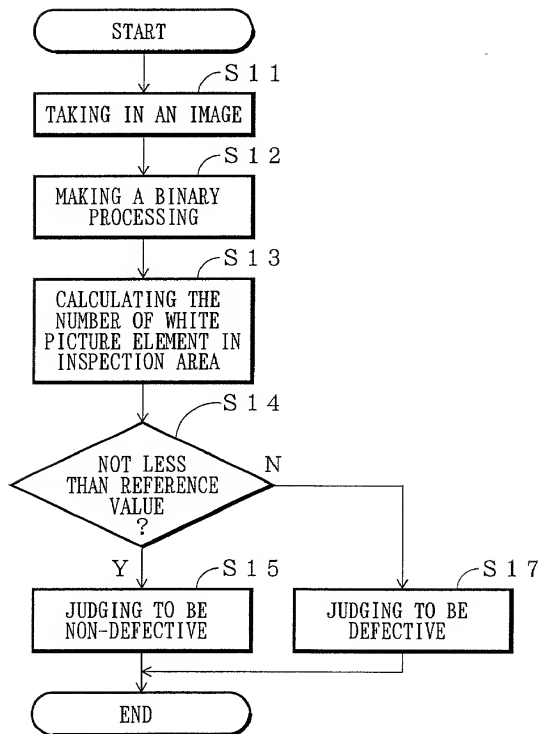 START
S11
TAKING IN AN IMAGE
S12
MAKING A BINARY
PROCESSING
S13
CALCULATING THE
NUMBER OF WHITE
PICTURE ELEMENT IN
INSPECTION AREA
S14
NOT LESS
THAN REFERENCE
VALUE
?
N
Y
S15
JUDGING TO BE
NON-DEFECTIVE
S17
JUDGING TO BE
DEFECTIVE
END